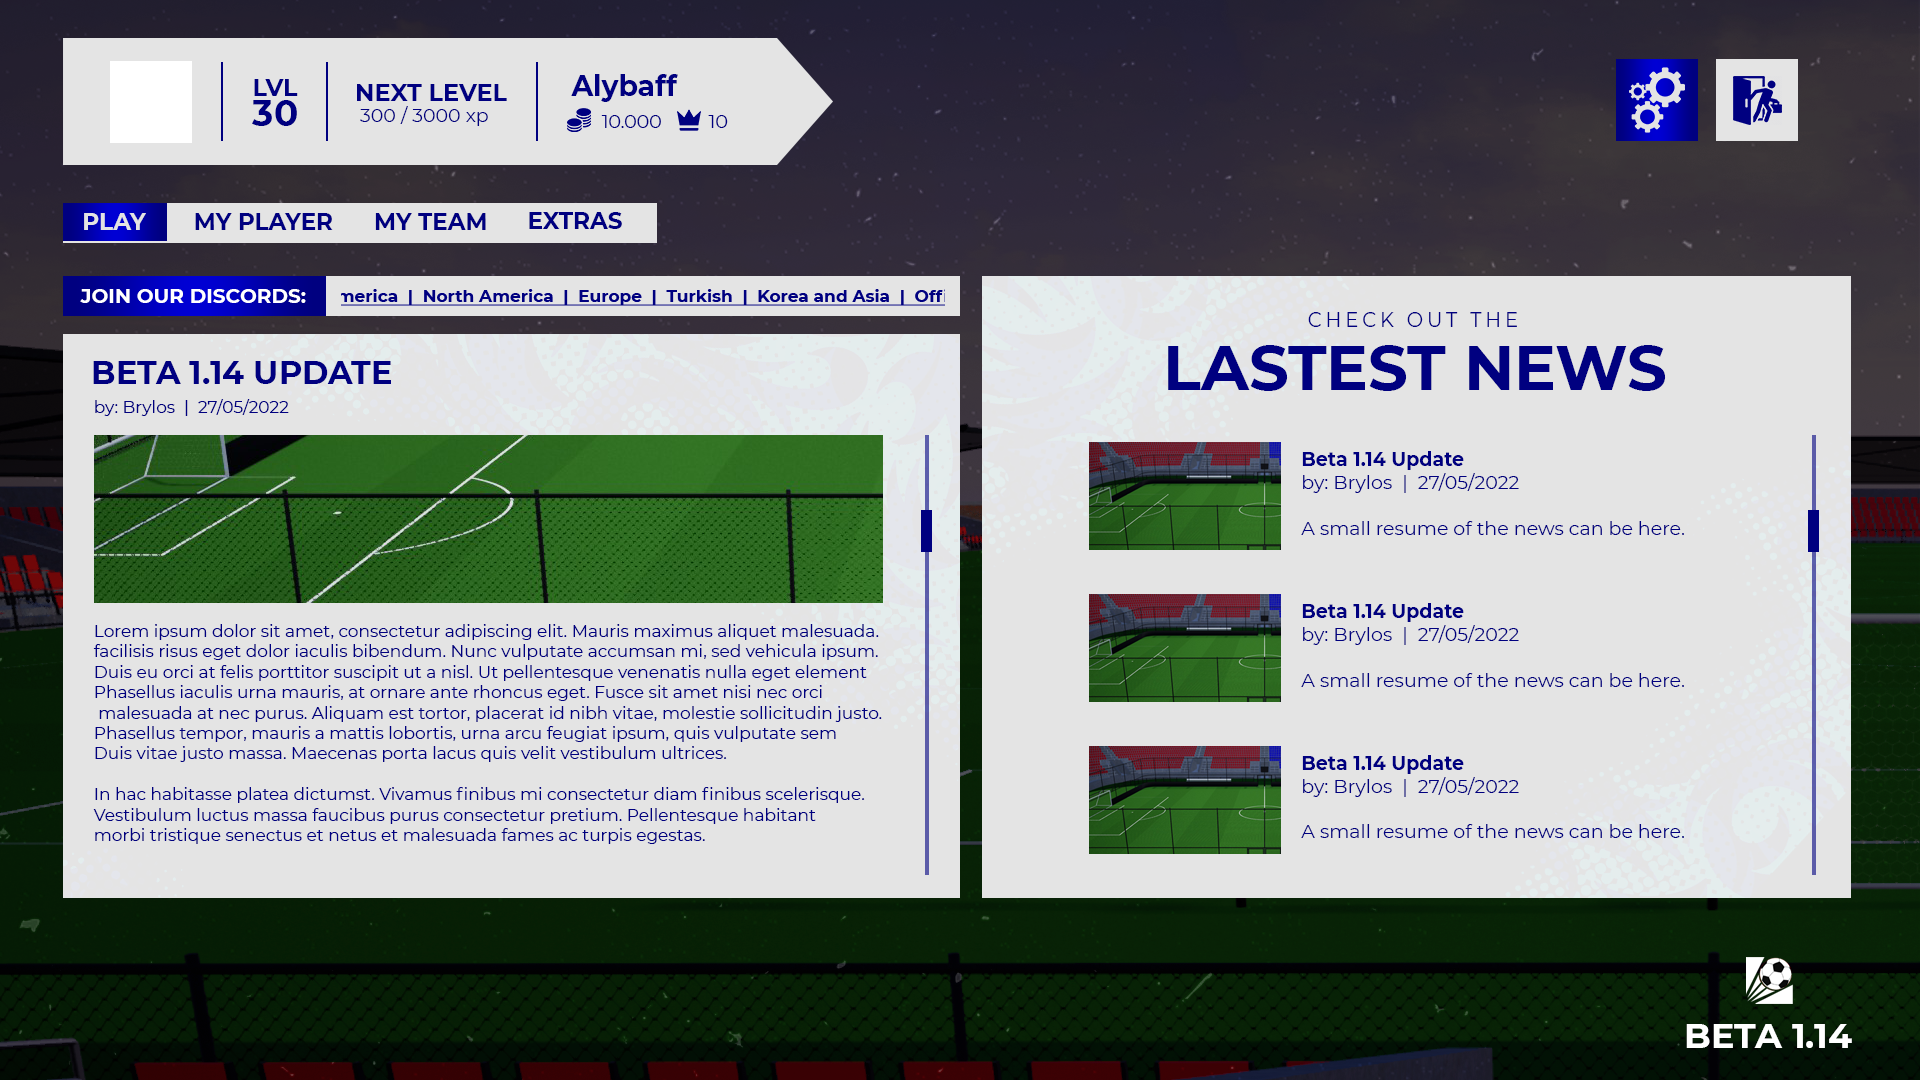 LVL
30
NEXT LEVEL
300 / 3000 xp
Alybaff
10.000
10
PLAY
MY PLAYER
MY TEAM
EXTRAS
JOIN OUR DISCORDS:
merica | North America | Europe | Turkish | Korea and Asia | Offi
BETA 1.14 UPDATE
by: Brylos | 27/05/2022
Lorem ipsum dolor sit amet, consectetur adipiscing elit. Mauris maximus aliquet malesuada.
facilisis risus eget dolor iaculis bibendum. Nunc vulputate accumsan mi, sed vehicula ipsum.
Duis eu orci at felis porttitor suscipit ut a nisl. Ut pellentesque venenatis nulla eget element
Phasellus iaculis urna mauris, at ornare ante rhoncus eget. Fusce sit amet nisi nec orci
malesuada at nec purus. Aliquam est tortor, placerat id nibh vitae, molestie sollicitudin justo.
Phasellus tempor, mauris a mattis lobortis, urna arcu feugiat ipsum, quis vulputate sem
Duis vitae justo massa. Maecenas porta lacus quis velit vestibulum ultrices.
In hac habitasse platea dictumst. Vivamus finibus mi consectetur diam finibus scelerisque.
Vestibulum luctus massa faucibus purus consectetur pretium. Pellentesque habitant
morbi tristique senectus et netus et malesuada fames ac turpis egestas.
CHECK OUT THE
LASTEST NEWS
Beta 1.14 Update
by: Brylos | 27/05/2022
A small resume of the news can be here.
Beta 1.14 Update
by: Brylos | 27/05/2022
A small resume of the news can be here.
Beta 1.14 Update
by: Brylos | 27/05/2022
A small resume of the news can be here.
BETA 1.14